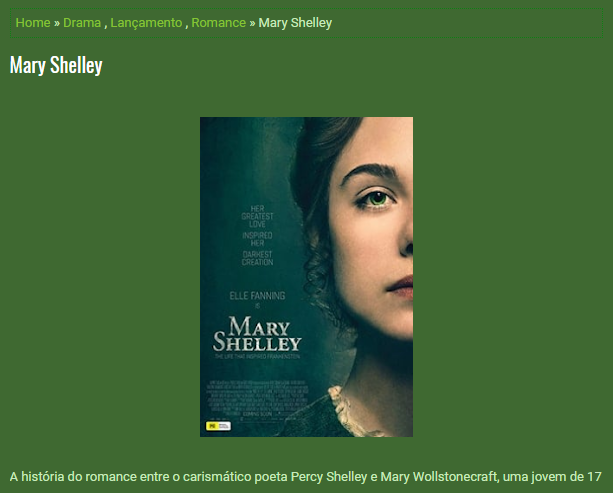 Home » Drama , Lançamento , Romance » Mary Shelley
Mary Shelley
HER
GREATEST
LOVE
INSPIRED
HER
DARKEST
CREATION
ELLE FANNING
IS
MARY
SHELLEY
THE LIFE THAT INSPIRED FRANKENSTEIN
COMING SOON
A história do romance entre o carismático poeta Percy Shelley e Mary Wollstonecraft, uma jovem de 17